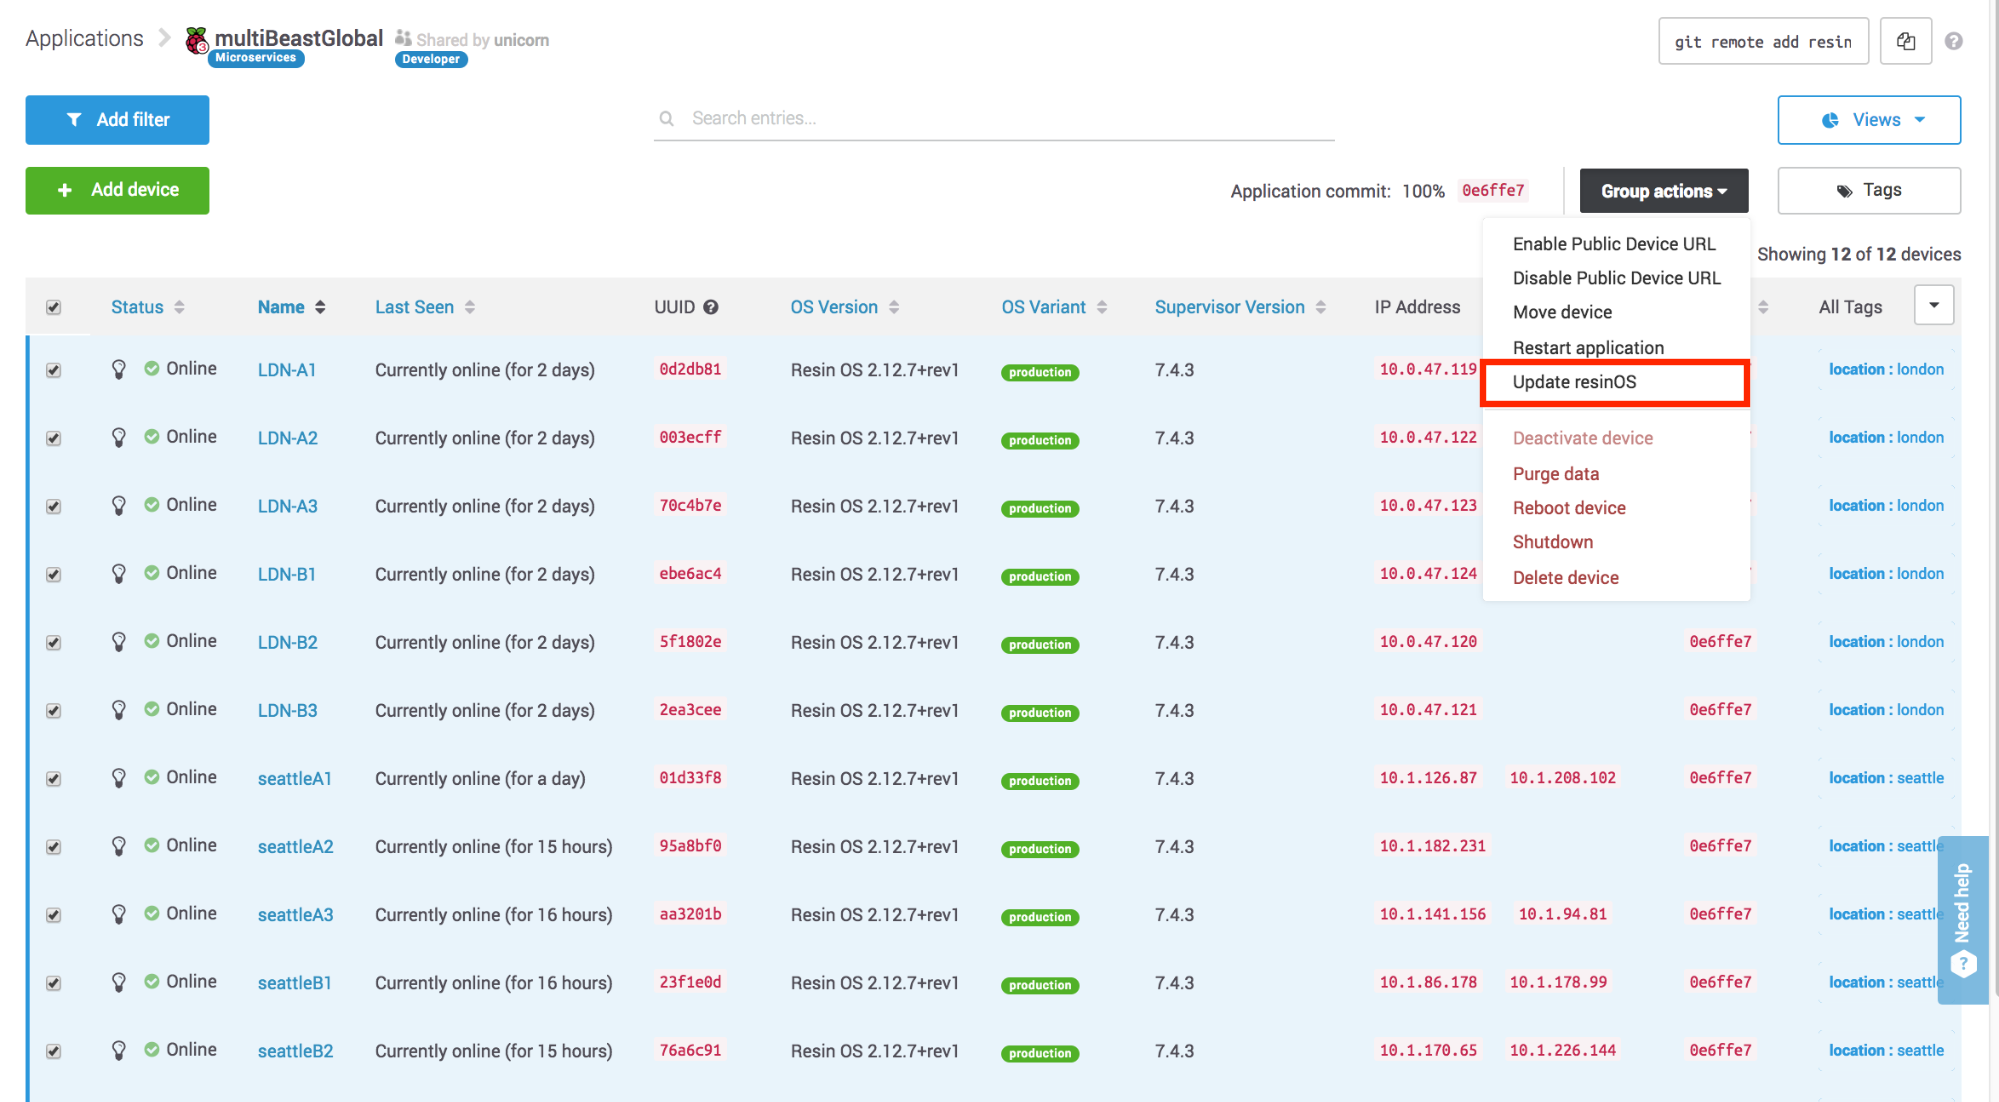 Applications multiBeastGlobal Shared by unicorn git remote add resin
3 Microservices Developer
Add filter Search entries... Views
Add device Application commit: 100% 0e6ffe7 Group actions Tags
Enable Public Device URL
Disable Public Device URL
Move device
Restart application
Update resinOS
Deactivate device
Purge data
Reboot device
Shutdown
Delete device
Showing 12 of 12 devices
Status Name Last Seen UUID OS Version OS Variant Supervisor Version IP Address All Tags
Online LDN-A1 Currently online (for 2 days) 0d2db81 Resin OS 2.12.7+rev1 production 7.4.3 10.0.47.119 location : london
Online LDN-A2 Currently online (for 2 days) 003ecff Resin OS 2.12.7+rev1 production 7.4.3 10.0.47.122 location : london
Online LDN-A3 Currently online (for 2 days) 70c4b7e Resin OS 2.12.7+rev1 production 7.4.3 10.0.47.123 location : london
Online LDN-B1 Currently online (for 2 days) ebe6ac4 Resin OS 2.12.7+rev1 production 7.4.3 10.0.47.124 location : london
Online LDN-B2 Currently online (for 2 days) 5f1802e Resin OS 2.12.7+rev1 production 7.4.3 10.0.47.120 0e6ffe7 location : london
Online LDN-B3 Currently online (for 2 days) 2ea3cee Resin OS 2.12.7+rev1 production 7.4.3 10.0.47.121 0e6ffe7 location : london
Online seattleA1 Currently online (for a day) 01d33f8 Resin OS 2.12.7+rev1 production 7.4.3 10.1.126.87 10.1.208.102 0e6ffe7 location : seattle
Online seattleA2 Currently online (for 15 hours) 95a8bf0 Resin OS 2.12.7+rev1 production 7.4.3 10.1.182.231 0e6ffe7 location : seattle
Online seattleA3 Currently online (for 16 hours) aa3201b Resin OS 2.12.7+rev1 production 7.4.3 10.1.141.156 10.1.94.81 0e6ffe7 location : seattle
Online seattleB1 Currently online (for 16 hours) 23f1e0d Resin OS 2.12.7+rev1 production 7.4.3 10.1.86.178 10.1.178.99 0e6ffe7 location : seattle
Online seattleB2 Currently online (for 15 hours) 76a6c91 Resin OS 2.12.7+rev1 production 7.4.3 10.1.170.65 10.1.226.144 0e6ffe7 location : seattle
Need help